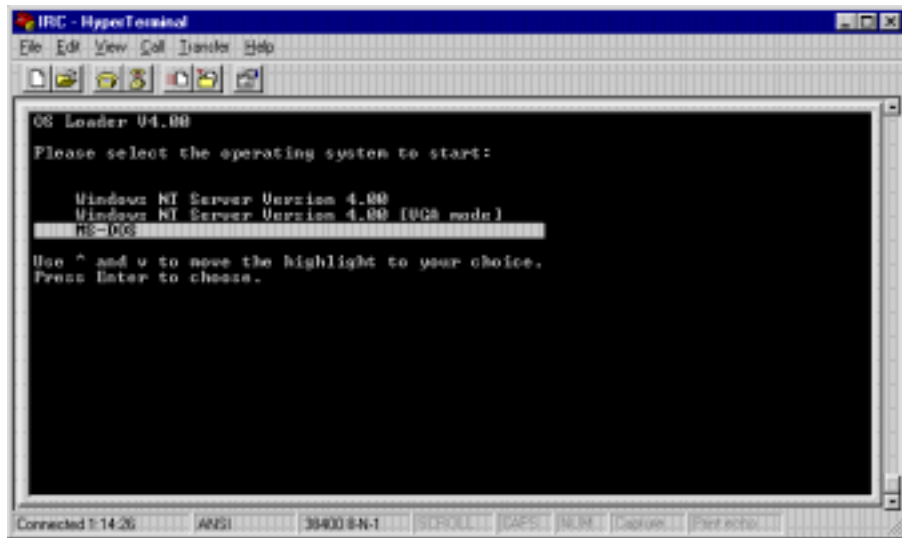 IRC - HyperTerminal
File Edit View Call Transfer Help
OS Loader V4.00
Please select the operating system to start:
Windows NT Server Version 4.00
Windows NT Server Version 4.00 [VGA mode]
MS-DOS
Use ^ and v to move the highlight to your choice.
Press Enter to choose.
Connected 1:14:26 ANSI 38400 8-N-1 SCROLL CAPS NUM Capture Print echo